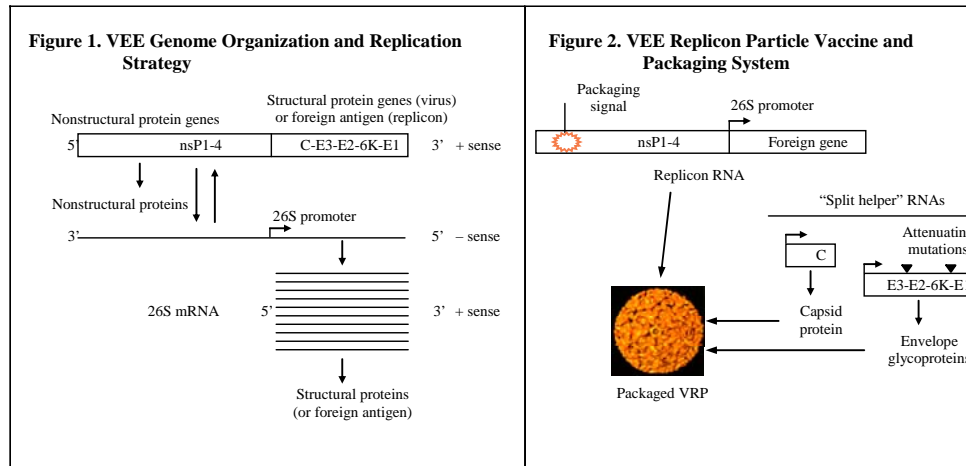 Figure 1. VEE Genome Organization and Replication
Strategy
Structural protein genes (virus)
or foreign antigen (replicon)
Nonstructural protein genes
5’ nsP1-4 C-E3-E2-6K-E1 3’ + sense
Nonstructural proteins
26S promoter
3’ 5’ – sense
26S mRNA 5’ 3’ + sense
Structural proteins
(or foreign antigen)
Figure 2. VEE Replicon Particle Vaccine and
Packaging System
Packaging
signal
26S promoter
nsP1-4 Foreign gene
Replicon RNA
“Split helper” RNAs
Attenuatin
mutations
C
E3-E2-6K-E
Capsid
protein
Envelope
glycoproteins
Packaged VRP